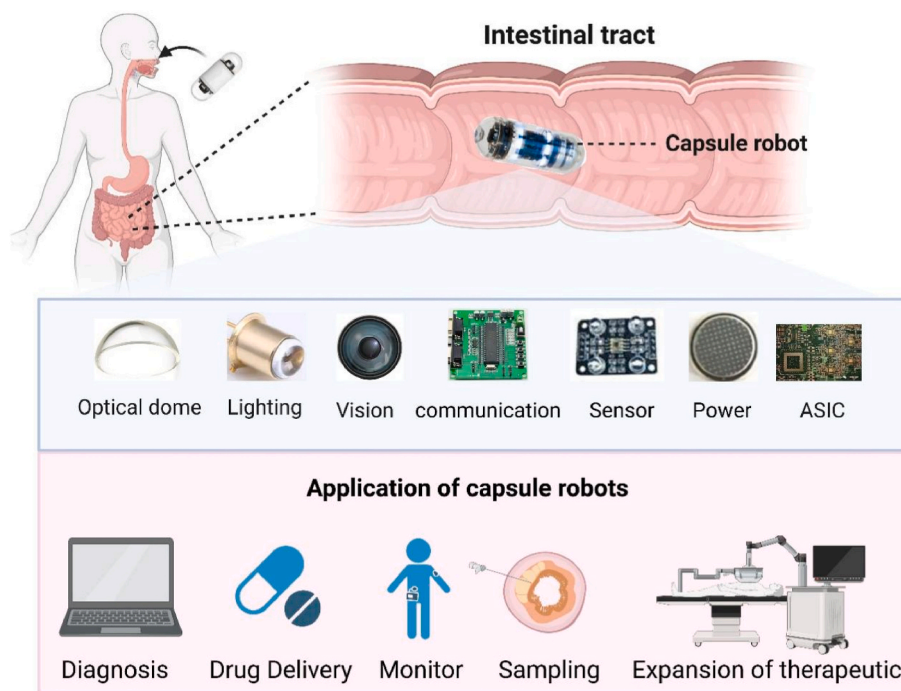 Intestinal tract
Capsule robot
Optical dome
Lighting
Vision
communication
Sensor
Power
ASIC
Application of capsule robots
Diagnosis
Drug Delivery
Monitor
Sampling
Expansion of therapeutic